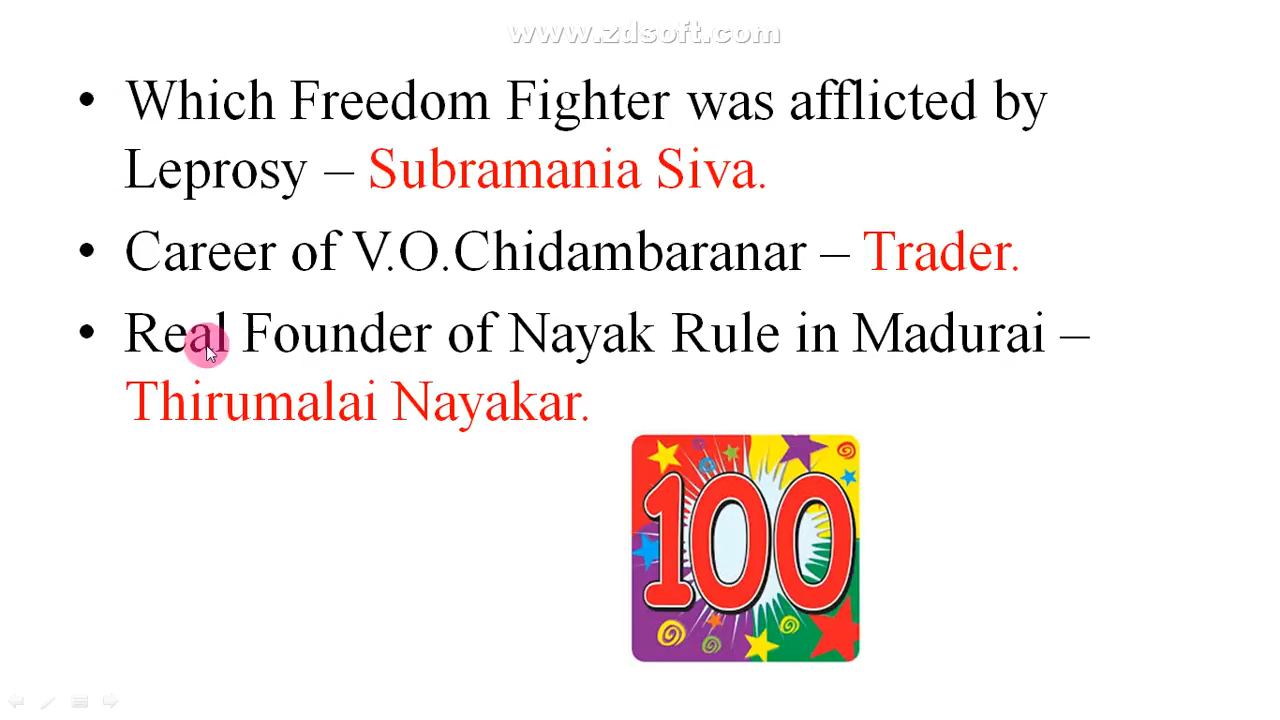 www.zdsoft.com
• Which Freedom Fighter was afflicted by
Leprosy – Subramania Siva.
• Career of V.O.Chidambaranar – Trader.
• Real Founder of Nayak Rule in Madurai –
Thirumalai Nayakar.
100